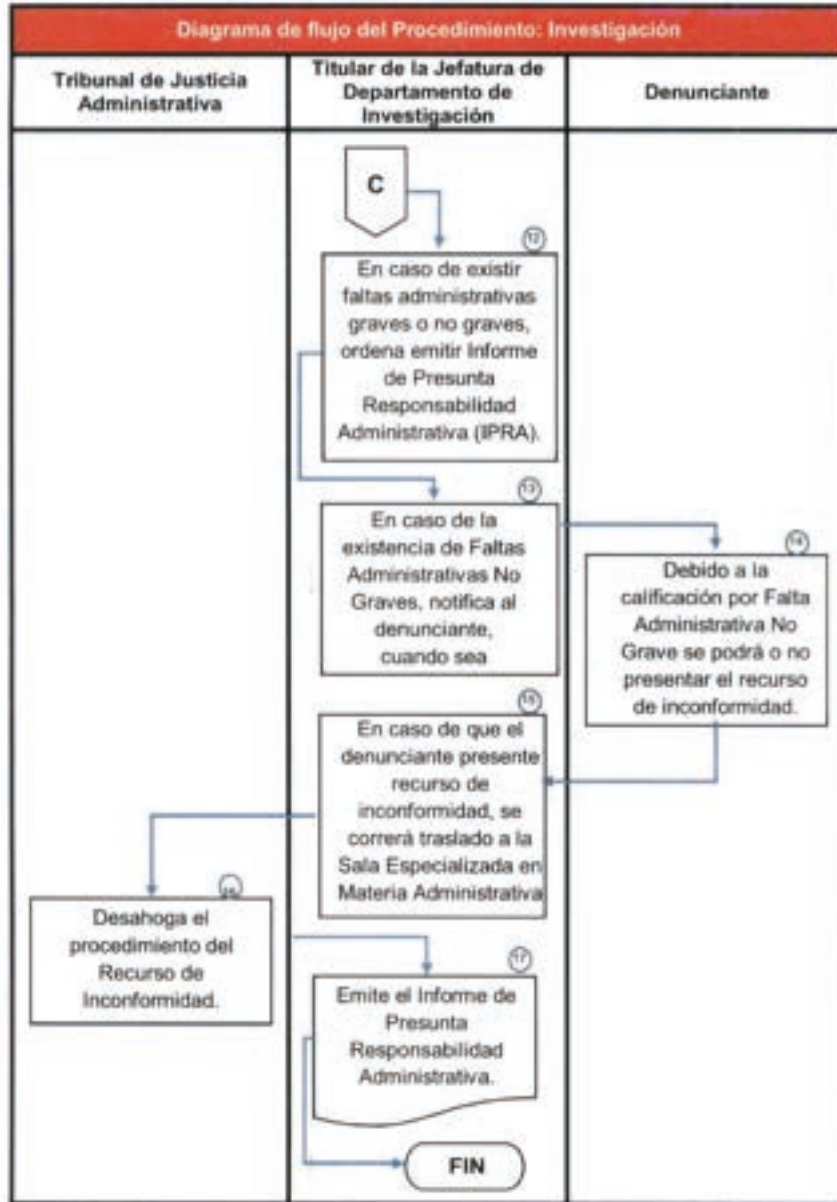 Diagrama de flujo del Procedimiento: Investigación
Tribunal de Justicia
Administrativa
Titular de la Jefatura de
Departamento de
Investigación
Denunciante
C
12
En caso de existir
faltas administrativas
graves o no graves,
ordena emitir Informe
de Presunta
Responsabilidad
Administrativa (IPRA).
13
En caso de la
existencia de Faltas
Administrativas No
Graves, notifica al
denunciante,
cuando sea
14
Debido a la
calificación por Falta
Administrativa No
Grave se podrá o no
presentar el recurso
de inconformidad.
15
En caso de que el
denunciante presente
recurso de
inconformidad, se
correrá traslado a la
Sala Especializada en
Materia Administrativa
Desahoga el
procedimiento del
Recurso de
Inconformidad.
17
Emite el Informe de
Presunta
Responsabilidad
Administrativa.
FIN